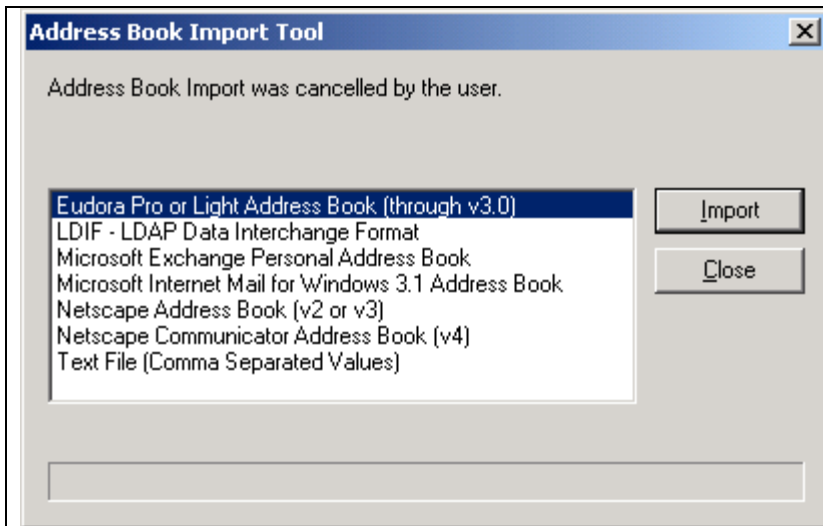 Address Book Import Tool
Address Book Import was cancelled by the user.
Eudora Pro or Light Address Book (through v3.0)
LDIF - LDAP Data Interchange Format
Microsoft Exchange Personal Address Book
Microsoft Internet Mail for Windows 3.1 Address Book
Netscape Address Book (v2 or v3)
Netscape Communicator Address Book (v4)
Text File (Comma Separated Values)
Import
Close